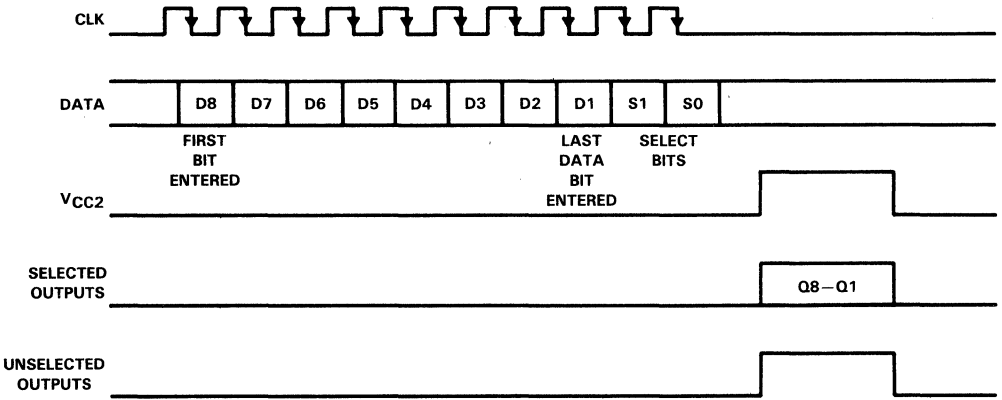 CLK
DATA
D8 D7 D6 D5 D4 D3 D2 D1 S1 S0
FIRST
BIT
ENTERED
LAST
DATA
BIT
ENTERED
SELECT
BITS
VCC2
SELECTED
OUTPUTS
Q8—Q1
UNSELECTED
OUTPUTS